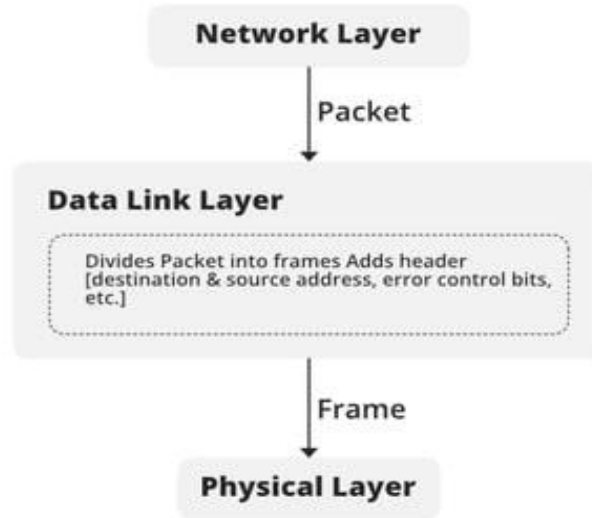 Network Layer
Packet
Data Link Layer
Divides Packet into frames Adds header
[destination & source address, error control bits,
etc.]
Frame
Physical Layer